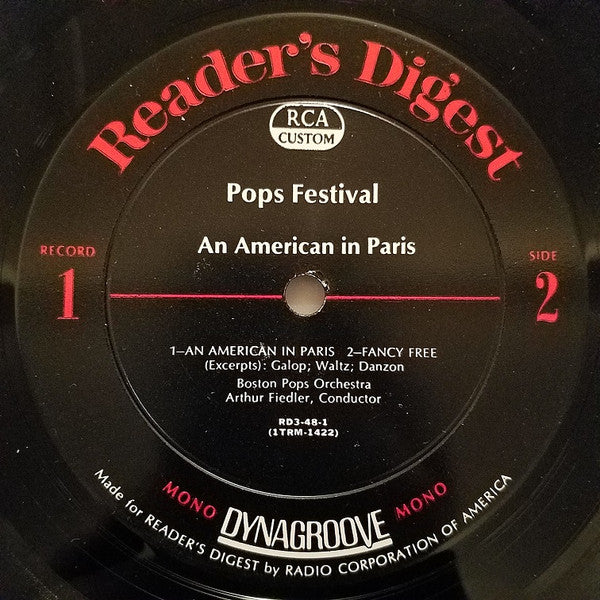 Reader's Digest
RCA
CUSTOM
Pops Festival
An American in Paris
RECORD
1
SIDE
2
1—AN AMERICAN IN PARIS 2—FANCY FREE
(Excerpts): Galop; Waltz; Danzon
Boston Pops Orchestra
Arthur Fiedler, Conductor
RD3-48-1
(1TRM-1422)
MONO DYNAGROOVE MONO
Made for READER'S DIGEST by RADIO CORPORATION OF AMERICA